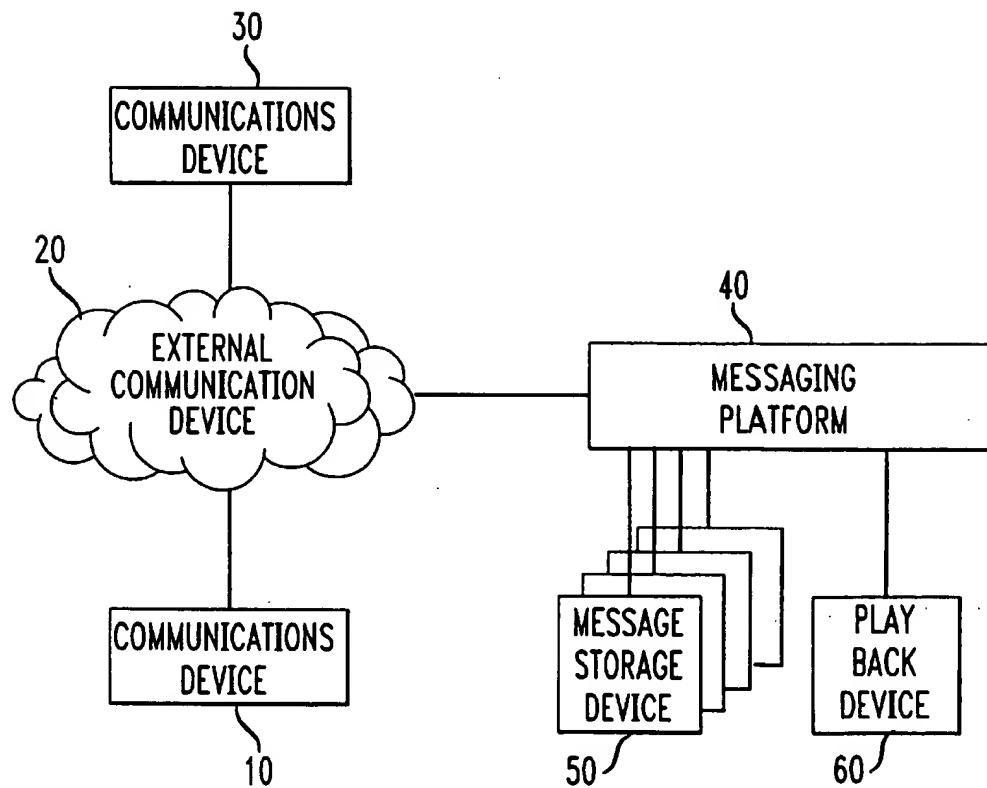 30
COMMUNICATIONS
DEVICE
20
EXTERNAL
COMMUNICATION
DEVICE
40
MESSAGING
PLATFORM
COMMUNICATIONS
DEVICE
10
MESSAGE
STORAGE
DEVICE
50
PLAY
BACK
DEVICE
60